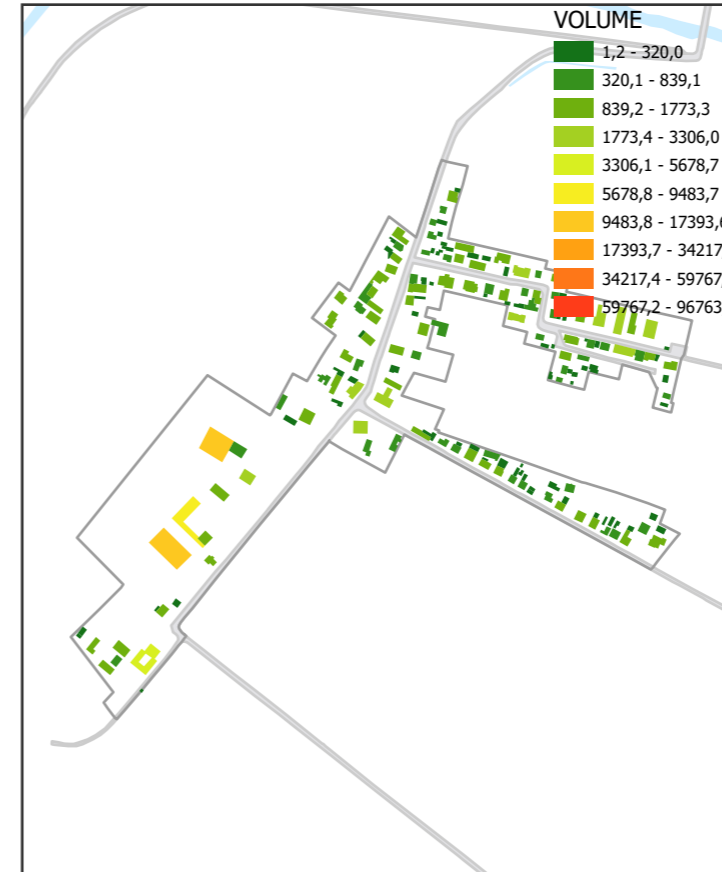 VOLUME
1,2 - 320,0
320,1 - 839,1
839,2 - 1773,3
1773,4 - 3306,0
3306,1 - 5678,7
5678,8 - 9483,7
9483,8 - 17393,6
17393,7 - 34217
34217,4 - 59767,
59767,2 - 96763